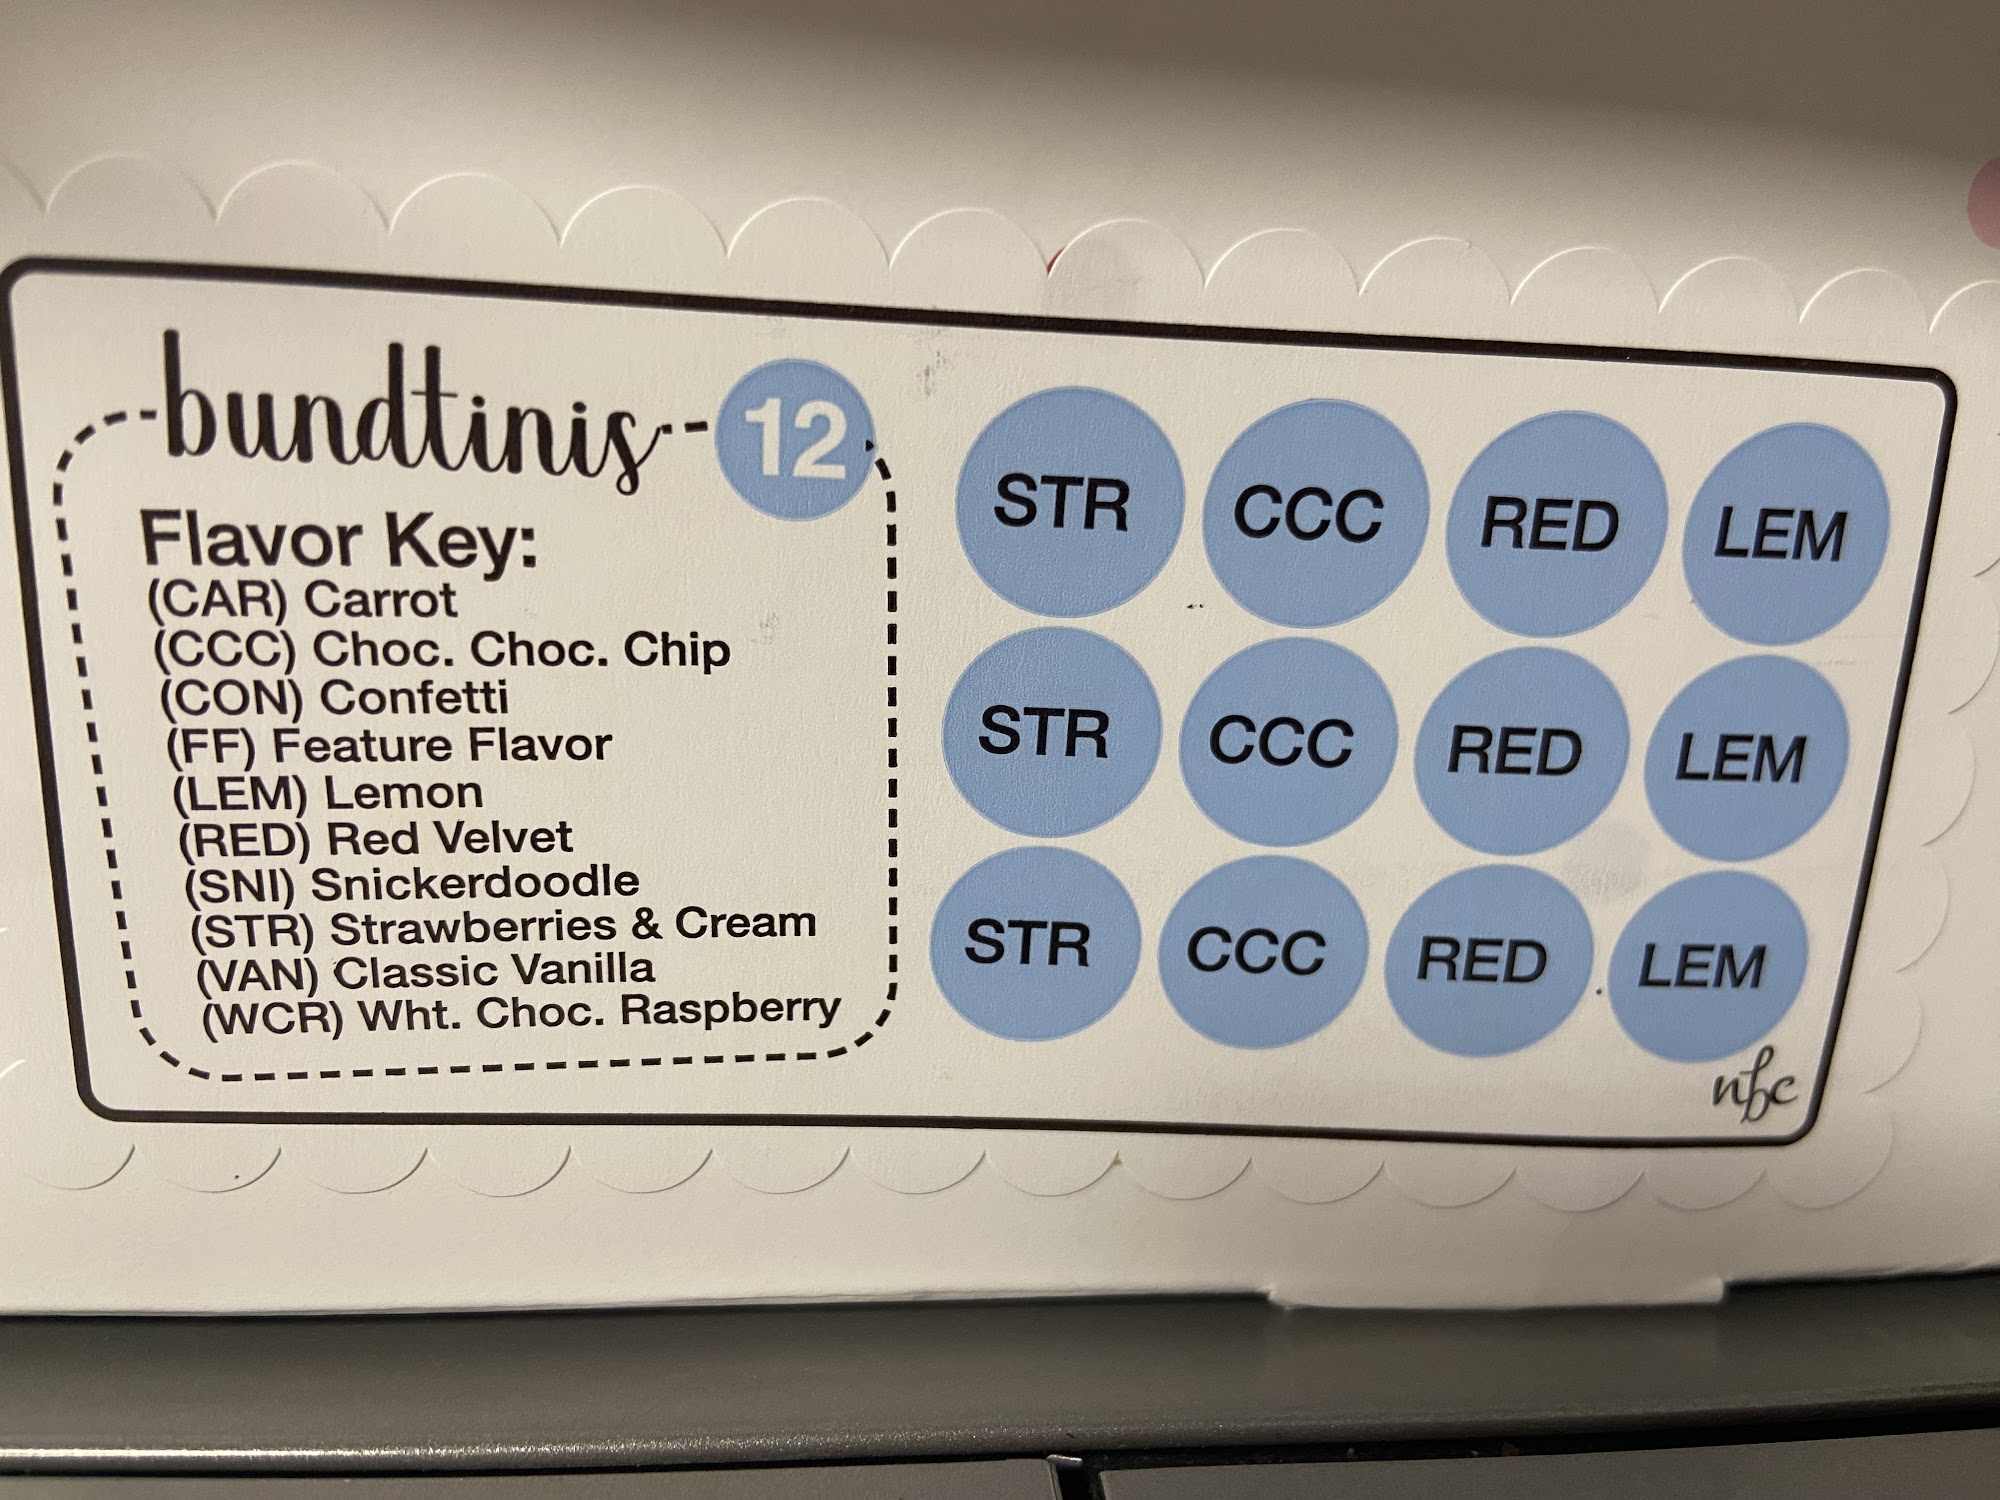 bundtinis 12
Flavor Key:
(CAR) Carrot
(CCC) Choc. Choc. Chip
(CON) Confetti
(FF) Feature Flavor
(LEM) Lemon
(RED) Red Velvet
(SNI) Snickerdoodle
(STR) Strawberries & Cream
(VAN) Classic Vanilla
(WCR) Wht. Choc. Raspberry
STR CCC RED LEM
STR CCC RED LEM
STR CCC RED LEM
nbc